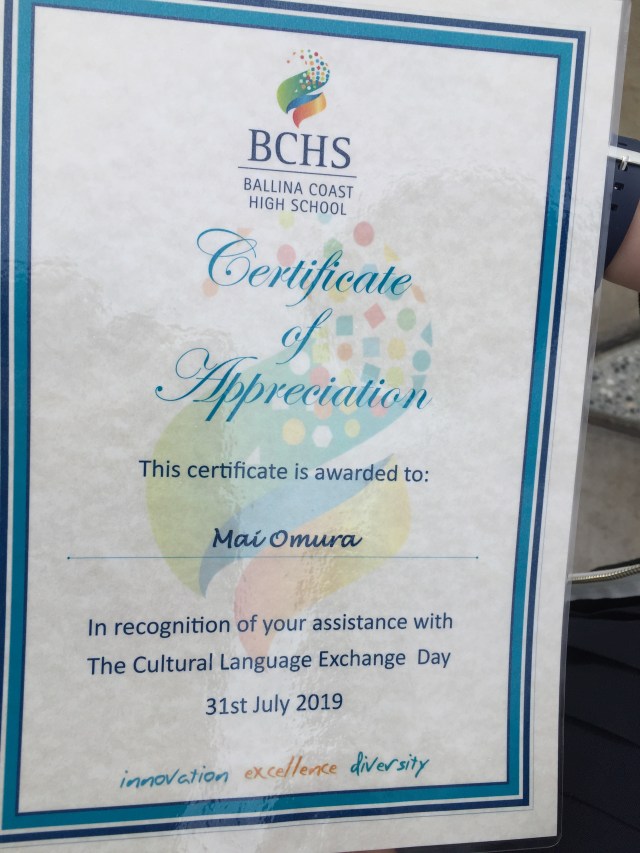 BCHS
BALLINA COAST
HIGH SCHOOL
Certificate
of
Appreciation
This certificate is awarded to:
Mai Omura
In recognition of your assistance with
The Cultural Language Exchange Day
31st July 2019
innovation excellence diversity